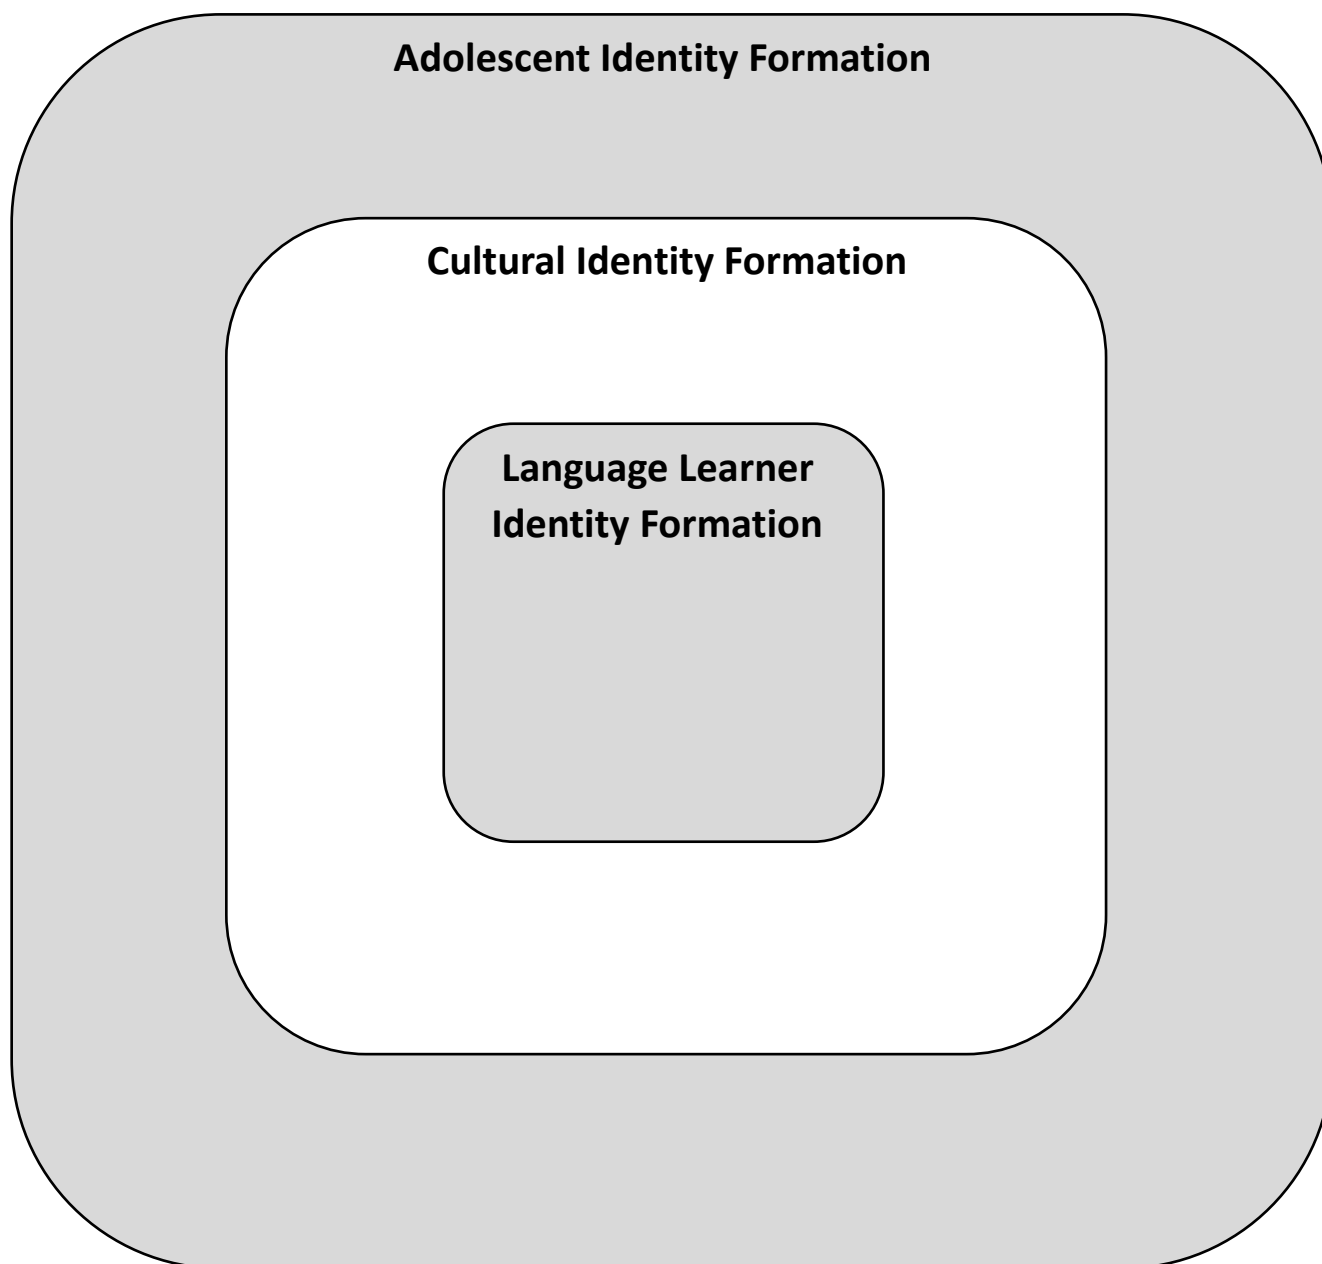 Adolescent Identity Formation
Cultural Identity Formation
Language Learner
Identity Formation